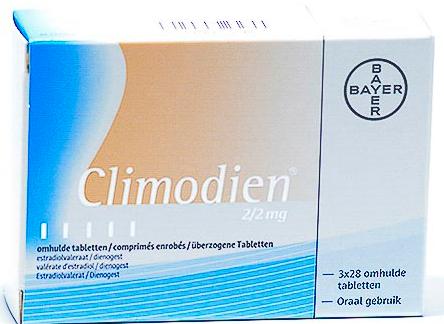 BAYER
BAYER
Climodien®
2/2 mg
omhulde tabletten / comprimés enrobés / überzogene Tabletten
estradiolvaleraat / dienogest
valérate d'estradiol / dienogest
Estradiolvalerat / Dienogest
– 3x28 omhulde
tabletten
– Oraal gebruik